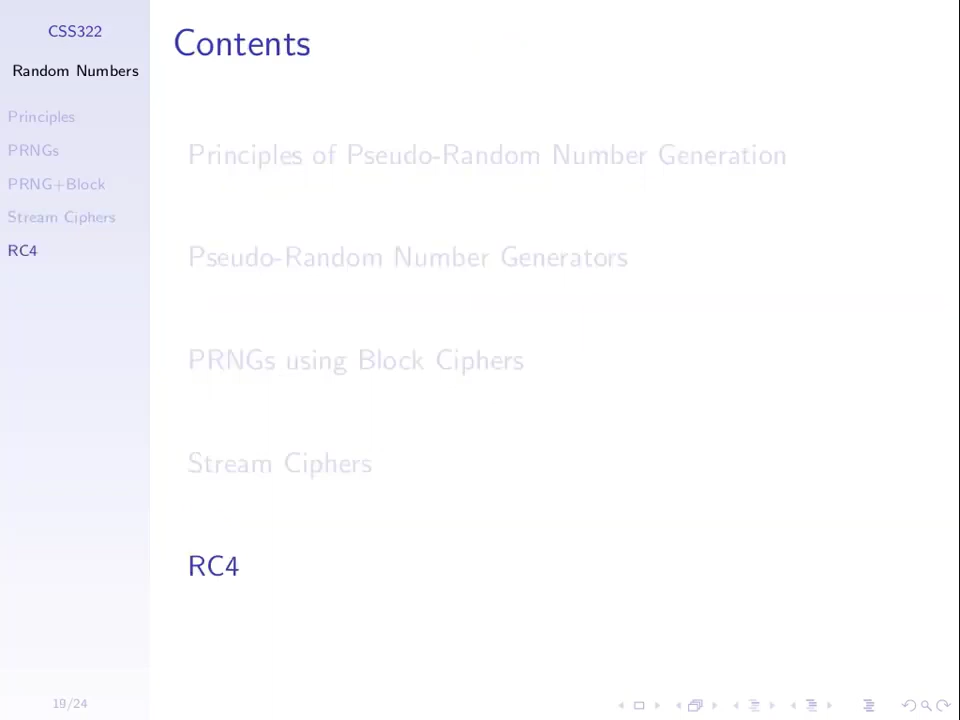 CSS322
Random Numbers
Principles
PRNGs
PRNG+Block
Stream Ciphers
RC4
Contents
Principles of Pseudo-Random Number Generation
Pseudo-Random Number Generators
PRNGs using Block Ciphers
Stream Ciphers
RC4
19/24